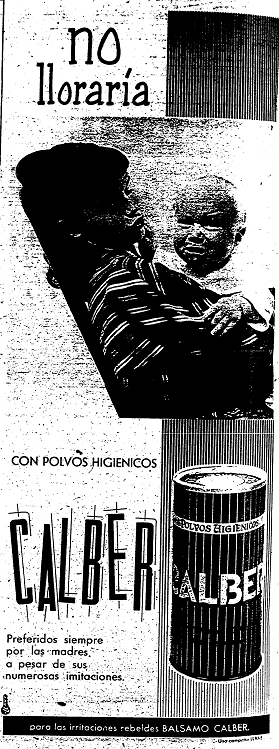 no
lloraría
CON POLVOS HIGIENICOS
CALBER
POLVOS HIGIENICOS
CALBER
Preferidos siempre
por las madres,
a pesar de sus
numerosas imitaciones.
para las irritaciones rebeldes BALSAMO CALBER.